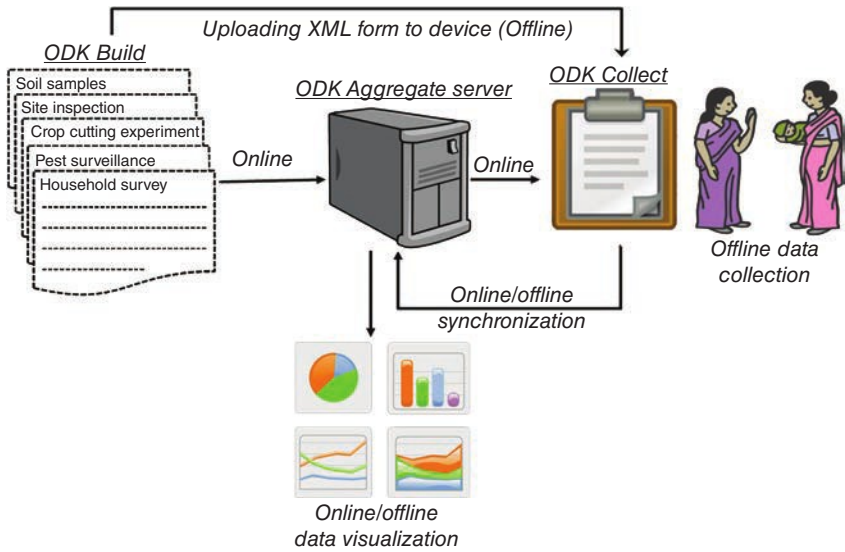 Uploading XML form to device (Offline)
ODK Build
Soil samples
Site inspection
Crop cutting experiment
Pest surveillance
Household survey
Online
ODK Aggregate server
Online
ODK Collect
Offline data
collection
Online/offline
synchronization
Online/offline
data visualization